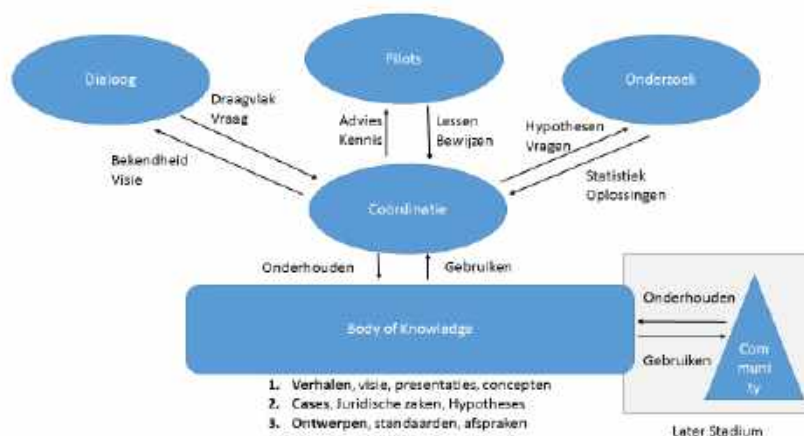 Dialoog
Pilots
Onderzoek
Draagvlak
Vraag
Bekendheid
Visie
Advies
Kennis
Lessen
Bewijzen
Hypothesen
Vragen
Statistiek
Oplossingen
Coördinatie
Onderhouden
Gebruiken
Body of Knowledge
Onderhouden
Gebruiken
Com
muni
ty
1. Verhalen, visie, presentaties, concepten
2. Cases, Juridische zaken, Hypotheses
3. Ontwerpen, standaarden, afspraken
Later Stadium